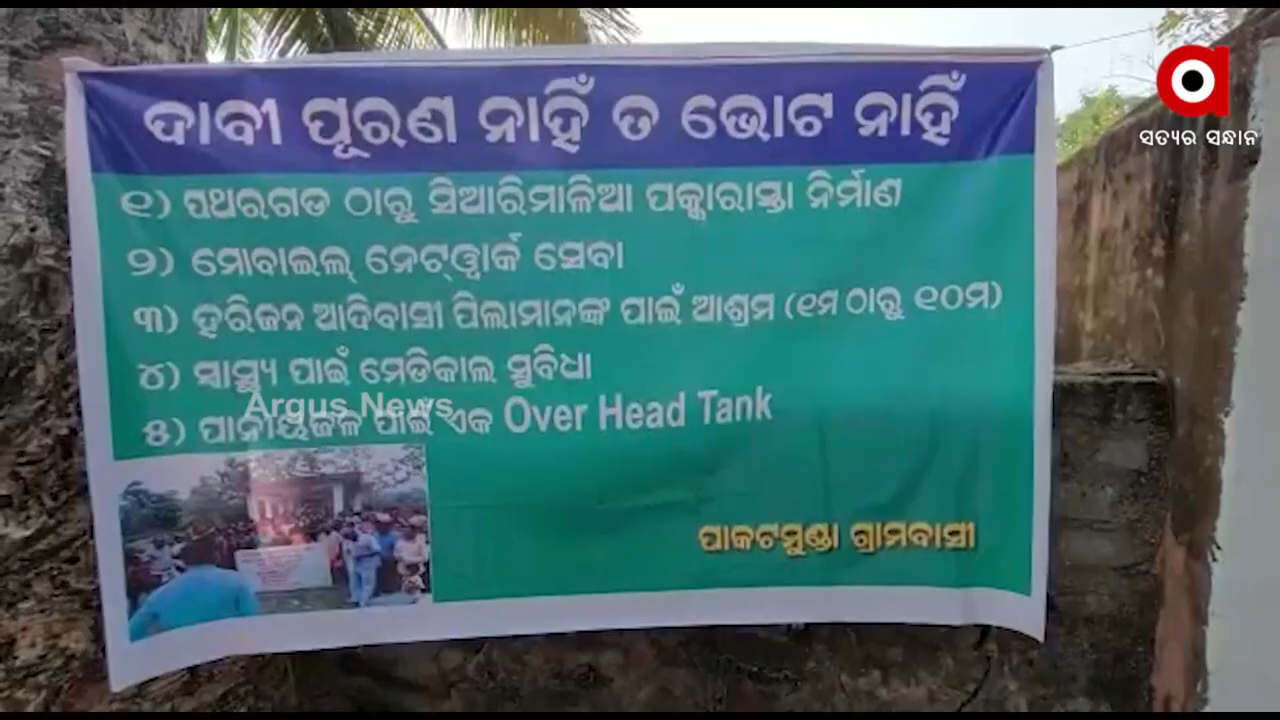 ଦାବୀ ପୂରଣ ନାହିଁ ତ ଭୋଟ ନାହିଁ
୧) ପଥରଗଡ ଠାରୁ ସିଆରିମାଳିଆ ପକ୍କାରାସ୍ତା ନିର୍ମାଣ
୨) ମୋବାଇଲ୍ ନେଟ୍‌ୱାର୍କ ସେବା
୩) ହରିଜନ ଆଦିବାସୀ ପିଲାମାନଙ୍କ ପାଇଁ ଆଶ୍ରମ (୧ମ ଠାରୁ ୧୦ମ)
୪) ସ୍ୱାସ୍ଥ୍ୟ ପାଇଁ ମେଡିକାଲ ସୁବିଧା
୫) ପାନୀୟଜଳ ପାଇଁ ଏକ Over Head Tank
ପାକଟମୁଣ୍ଡା ଗ୍ରାମବାସୀ
Argus News
ସତ୍ୟର ସନ୍ଧାନ